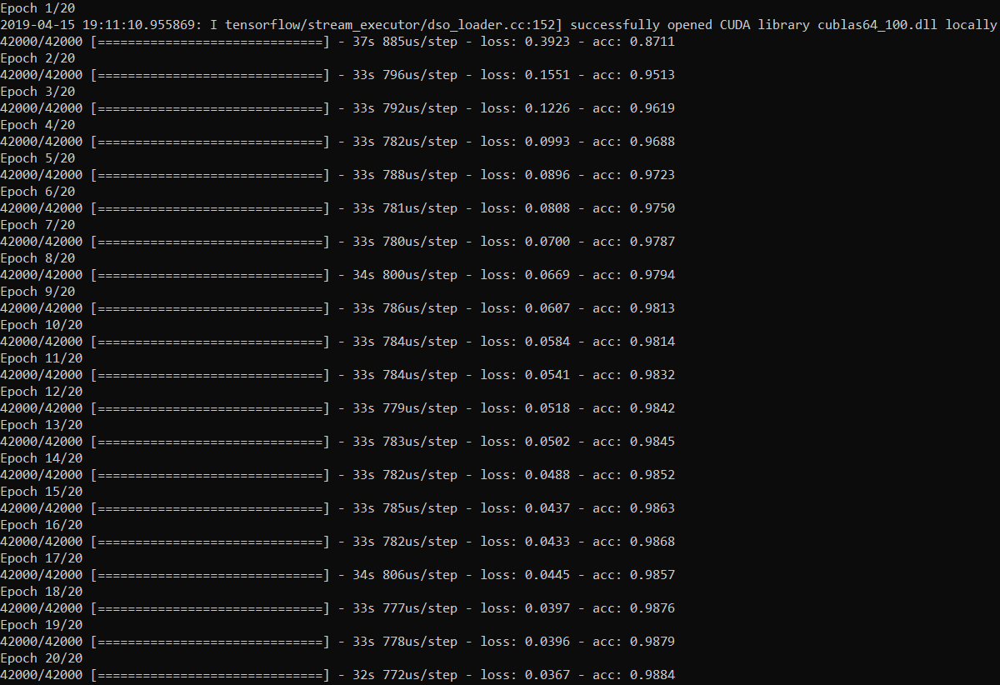 Epoch 1/20
2019-04-15 19:11:10.955869: I tensorflow/stream_executor/dso_loader.cc:152] successfully opened CUDA library cublas64_100.dll locally
42000/42000 [==============================] - 37s 885us/step - loss: 0.3923 - acc: 0.8711
Epoch 2/20
42000/42000 [==============================] - 33s 796us/step - loss: 0.1551 - acc: 0.9513
Epoch 3/20
42000/42000 [==============================] - 33s 792us/step - loss: 0.1226 - acc: 0.9619
Epoch 4/20
42000/42000 [==============================] - 33s 782us/step - loss: 0.0993 - acc: 0.9688
Epoch 5/20
42000/42000 [==============================] - 33s 788us/step - loss: 0.0896 - acc: 0.9723
Epoch 6/20
42000/42000 [==============================] - 33s 781us/step - loss: 0.0808 - acc: 0.9750
Epoch 7/20
42000/42000 [==============================] - 33s 780us/step - loss: 0.0700 - acc: 0.9787
Epoch 8/20
42000/42000 [==============================] - 34s 800us/step - loss: 0.0669 - acc: 0.9794
Epoch 9/20
42000/42000 [==============================] - 33s 786us/step - loss: 0.0607 - acc: 0.9813
Epoch 10/20
42000/42000 [==============================] - 33s 784us/step - loss: 0.0584 - acc: 0.9814
Epoch 11/20
42000/42000 [==============================] - 33s 784us/step - loss: 0.0541 - acc: 0.9832
Epoch 12/20
42000/42000 [==============================] - 33s 779us/step - loss: 0.0518 - acc: 0.9842
Epoch 13/20
42000/42000 [==============================] - 33s 783us/step - loss: 0.0502 - acc: 0.9845
Epoch 14/20
42000/42000 [==============================] - 33s 782us/step - loss: 0.0488 - acc: 0.9852
Epoch 15/20
42000/42000 [==============================] - 33s 785us/step - loss: 0.0437 - acc: 0.9863
Epoch 16/20
42000/42000 [==============================] - 33s 782us/step - loss: 0.0433 - acc: 0.9868
Epoch 17/20
42000/42000 [==============================] - 34s 806us/step - loss: 0.0445 - acc: 0.9857
Epoch 18/20
42000/42000 [==============================] - 33s 777us/step - loss: 0.0397 - acc: 0.9876
Epoch 19/20
42000/42000 [==============================] - 33s 778us/step - loss: 0.0396 - acc: 0.9879
Epoch 20/20
42000/42000 [==============================] - 32s 772us/step - loss: 0.0367 - acc: 0.9884